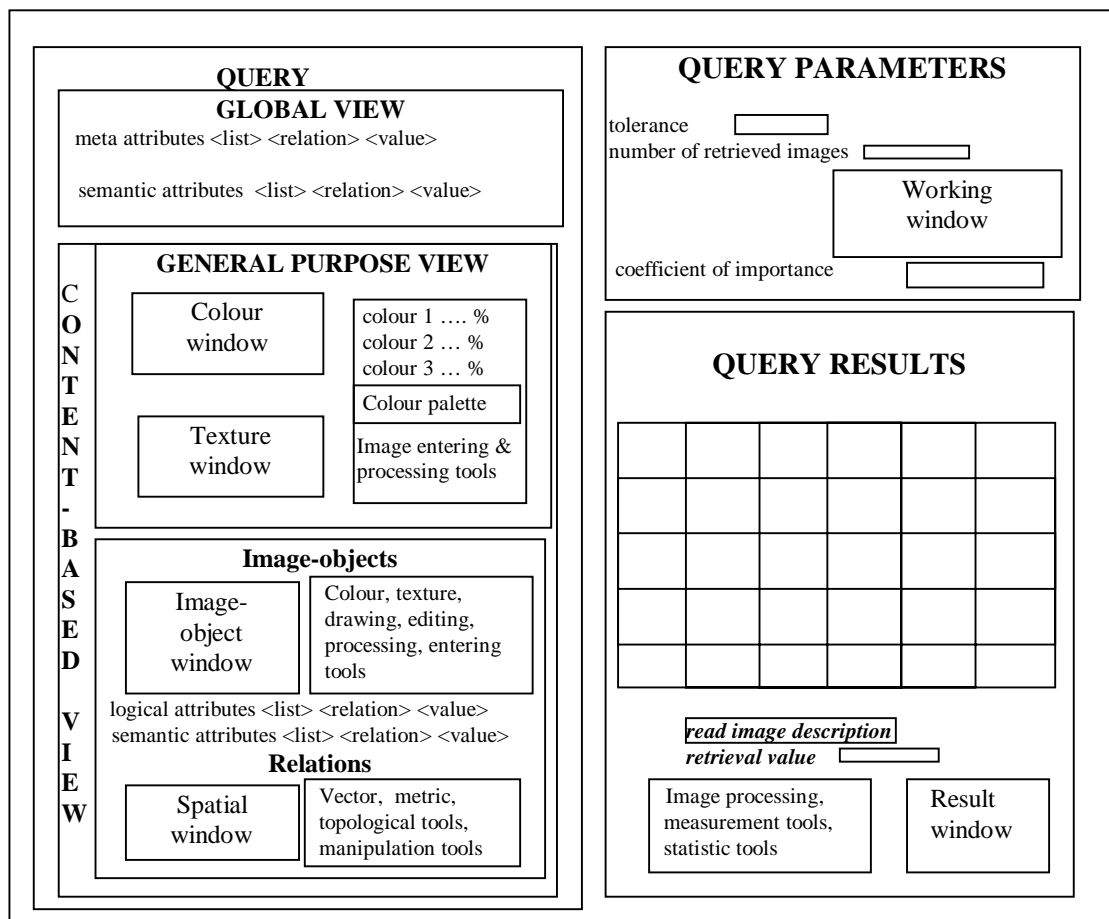 QUERY
GLOBAL VIEW
meta attributes <list> <relation> <value>
semantic attributes <list> <relation> <value>
CONTENT-BASED VIEW
GENERAL PURPOSE VIEW
Colour
window
colour 1 …. %
colour 2 … %
colour 3 … %
Colour palette
Texture
window
Image entering &
processing tools
Image-objects
Image-
object
window
Colour, texture,
drawing, editing,
processing, entering
tools
logical attributes <list> <relation> <value>
semantic attributes <list> <relation> <value>
Relations
Spatial
window
Vector, metric,
topological tools,
manipulation tools
QUERY PARAMETERS
tolerance
number of retrieved images
Working
window
coefficient of importance
QUERY RESULTS
read image description
retrieval value
Image processing,
measurement tools,
statistic tools
Result
window